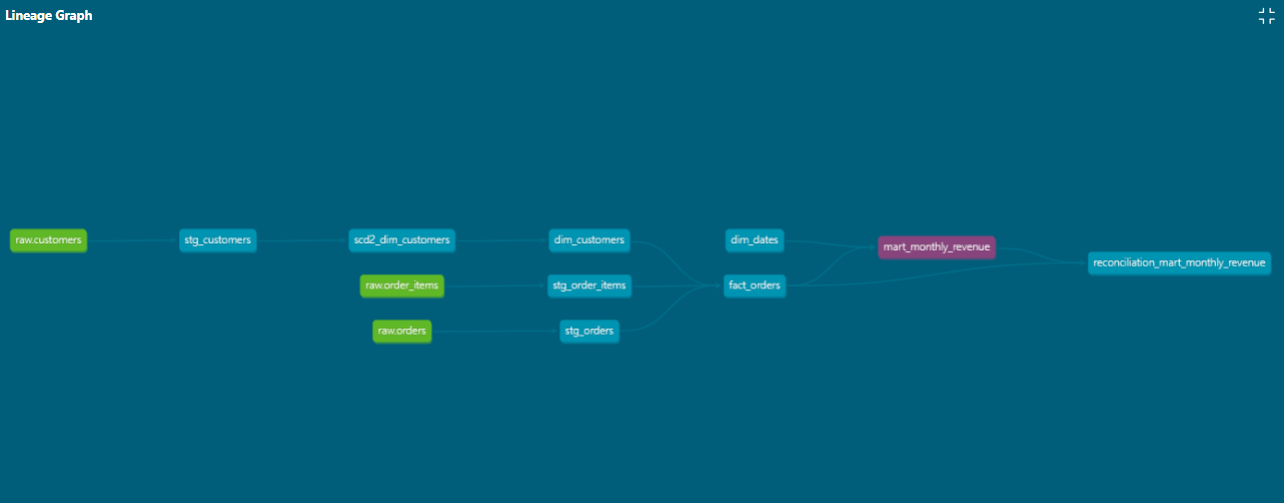 Lineage Graph
raw.customers
stg_customers
scd2_dim_customers
dim_customers
dim_dates
mart_monthly_revenue
reconciliation_mart_monthly_revenue
raw.order_items
stg_order_items
fact_orders
raw.orders
stg_orders